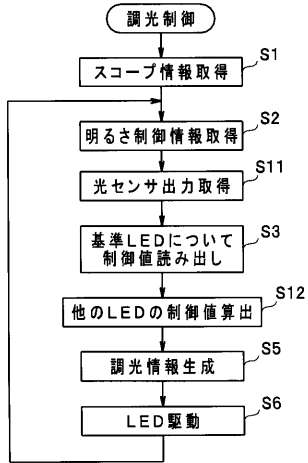 調光制御
S1
スコープ情報取得
S2
明るさ制御情報取得
S11
光センサ出力取得
S3
基準LEDについて
制御値読み出し
S12
他のLEDの制御値算出
S5
調光情報生成
S6
LED駆動